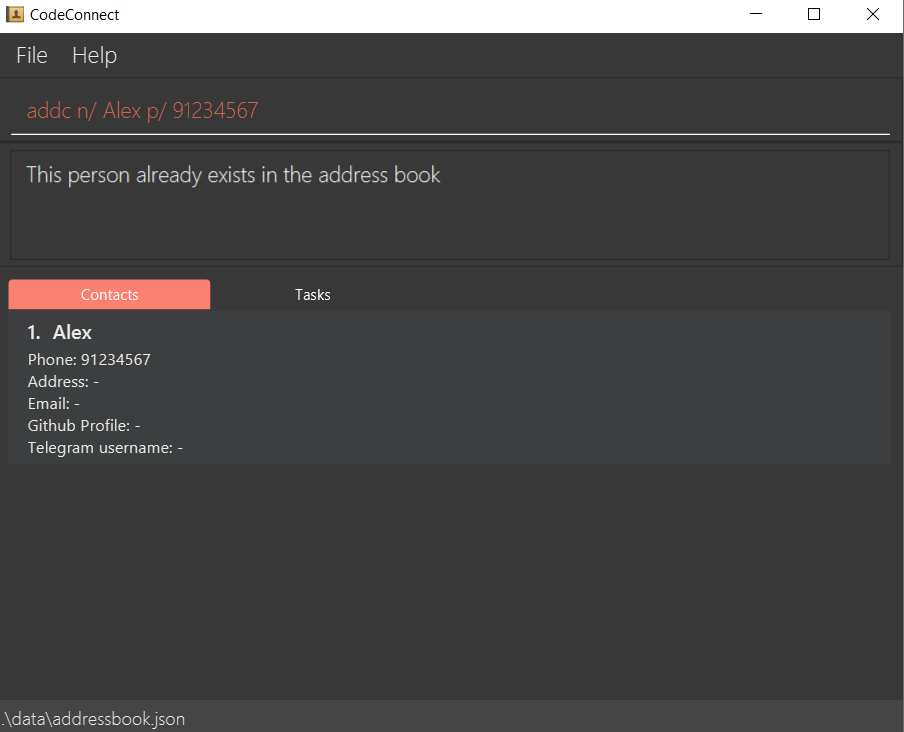 CodeConnect
File Help
addc n/ Alex p/ 91234567
This person already exists in the address book
Contacts Tasks
1. Alex
Phone: 91234567
Address: -
Email: -
Github Profile: -
Telegram username: -
.\data\addressbook.json